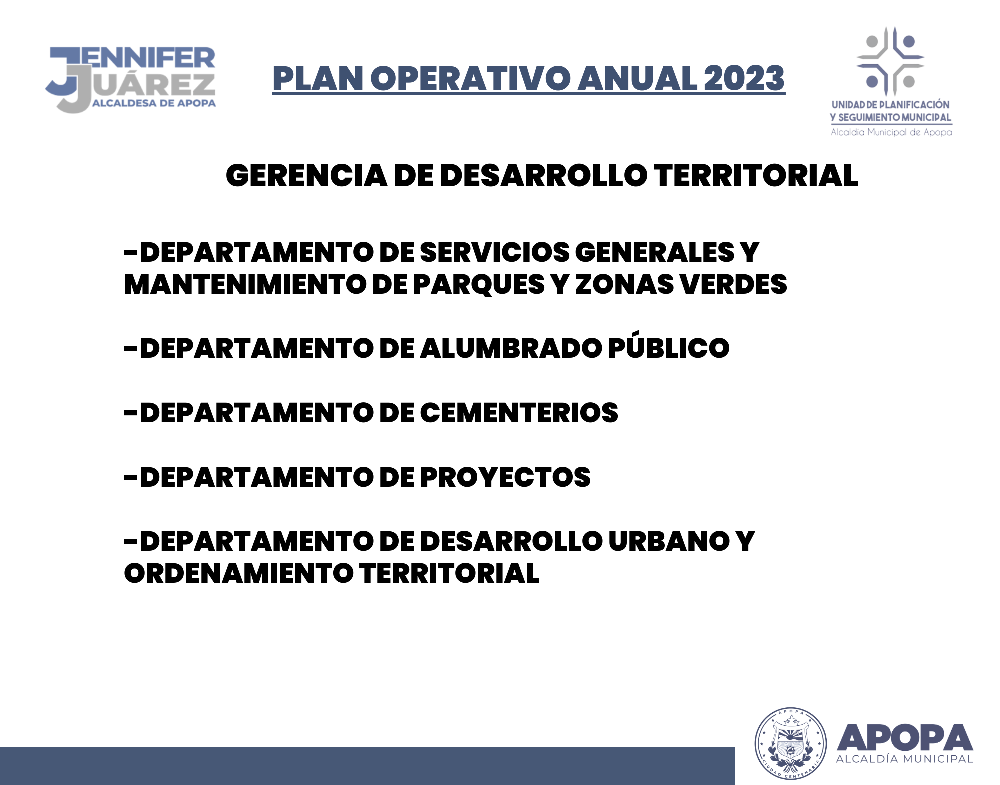 JENNIFER
JUÁREZ
ALCALDESA DE APOPA
PLAN OPERATIVO ANUAL 2023
UNIDAD DE PLANIFICACIÓN
Y SEGUIMIENTO MUNICIPAL
Alcaldía Municipal de Apopa
GERENCIA DE DESARROLLO TERRITORIAL
-DEPARTAMENTO DE SERVICIOS GENERALES Y
MANTENIMIENTO DE PARQUES Y ZONAS VERDES
-DEPARTAMENTO DE ALUMBRADO PÚBLICO
-DEPARTAMENTO DE CEMENTERIOS
-DEPARTAMENTO DE PROYECTOS
-DEPARTAMENTO DE DESARROLLO URBANO Y
ORDENAMIENTO TERRITORIAL
APOPA
CIUDAD CENTENARIA
APOPA
ALCALDÍA MUNICIPAL